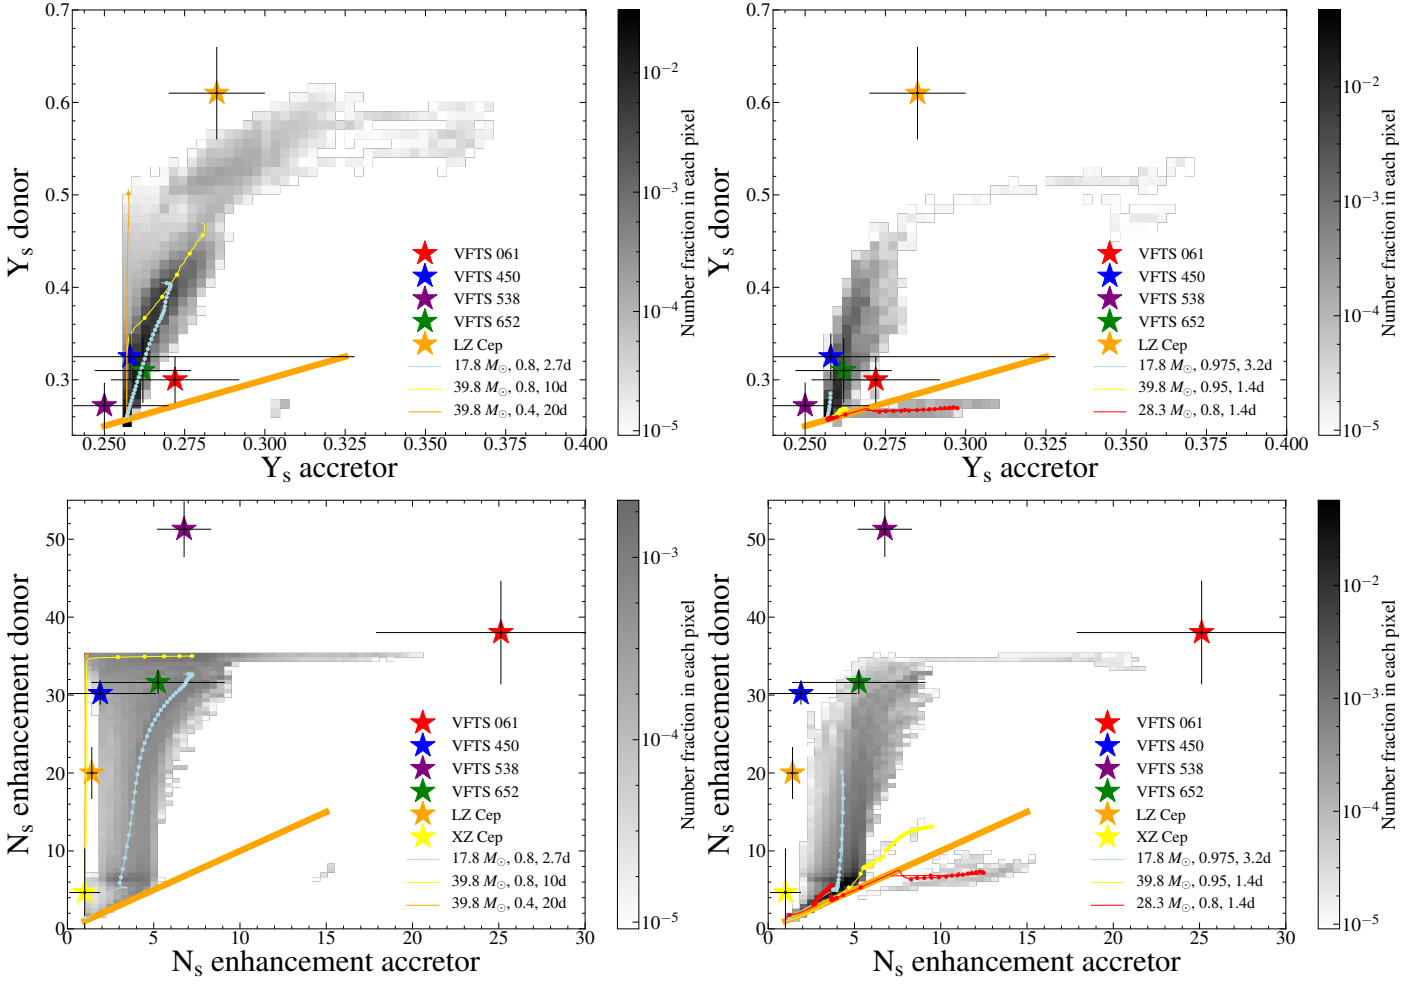 0.7
0.6
0.5
0.4
0.3
0.250 0.275 0.300 0.325 0.350 0.375 0.400
Yₛ donor
Yₛ accretor
VFTS 061
VFTS 450
VFTS 538
VFTS 652
LZ Cep
17.8 M☉, 0.8, 2.7d
39.8 M☉, 0.8, 10d
39.8 M☉, 0.4, 20d
10⁻²
10⁻³
10⁻⁴
10⁻⁵
Number fraction in each pixel
0.7
0.6
0.5
0.4
0.3
0.250 0.275 0.300 0.325 0.350 0.375 0.400
Yₛ donor
Yₛ accretor
VFTS 061
VFTS 450
VFTS 538
VFTS 652
LZ Cep
17.8 M☉, 0.975, 3.2d
39.8 M☉, 0.95, 1.4d
28.3 M☉, 0.8, 1.4d
10⁻²
10⁻³
10⁻⁴
10⁻⁵
Number fraction in each pixel
50
40
30
20
10
0
0 5 10 15 20 25 30
Nₛ enhancement donor
Nₛ enhancement accretor
VFTS 061
VFTS 450
VFTS 538
VFTS 652
LZ Cep
XZ Cep
17.8 M☉, 0.8, 2.7d
39.8 M☉, 0.8, 10d
39.8 M☉, 0.4, 20d
10⁻³
10⁻⁴
10⁻⁵
Number fraction in each pixel
50
40
30
20
10
0
0 5 10 15 20 25 30
Nₛ enhancement donor
Nₛ enhancement accretor
VFTS 061
VFTS 450
VFTS 538
VFTS 652
LZ Cep
XZ Cep
17.8 M☉, 0.975, 3.2d
39.8 M☉, 0.95, 1.4d
28.3 M☉, 0.8, 1.4d
10⁻²
10⁻³
10⁻⁴
10⁻⁵
Number fraction in each pixel